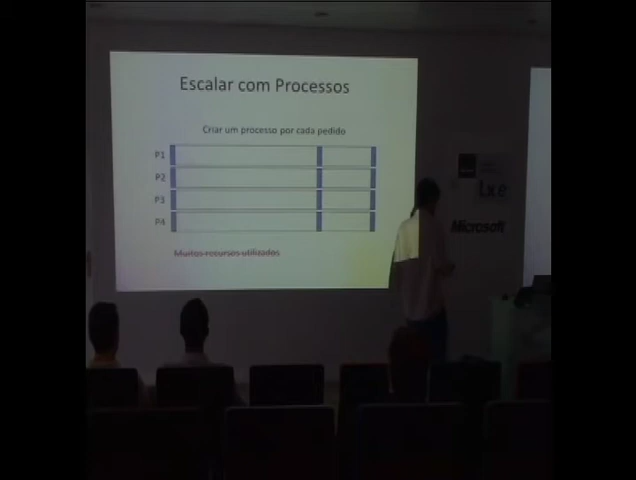 Escalar com Processos
Criar um processo por cada pedido
P1
P2
P3
P4
Muitos recursos utilizados
Microsoft